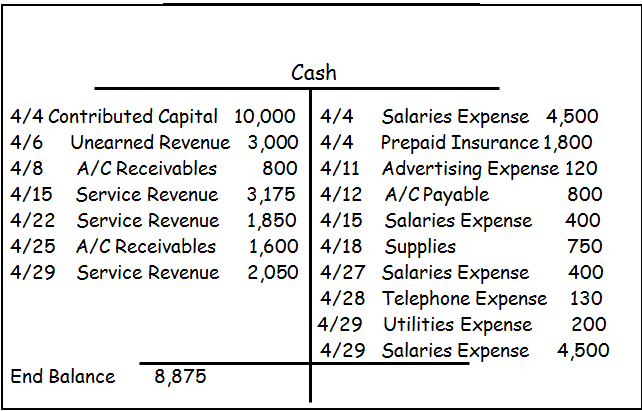 Cash
4/4 Contributed Capital 10,000 4/4 Salaries Expense 4,500
4/6 Unearned Revenue 3,000 4/4 Prepaid Insurance 1,800
4/8 A/C Receivables 800 4/11 Advertising Expense 120
4/15 Service Revenue 3,175 4/12 A/C Payable 800
4/22 Service Revenue 1,850 4/15 Salaries Expense 400
4/25 A/C Receivables 1,600 4/18 Supplies 750
4/29 Service Revenue 2,050 4/27 Salaries Expense 400
4/28 Telephone Expense 130
4/29 Utilities Expense 200
4/29 Salaries Expense 4,500
End Balance 8,875